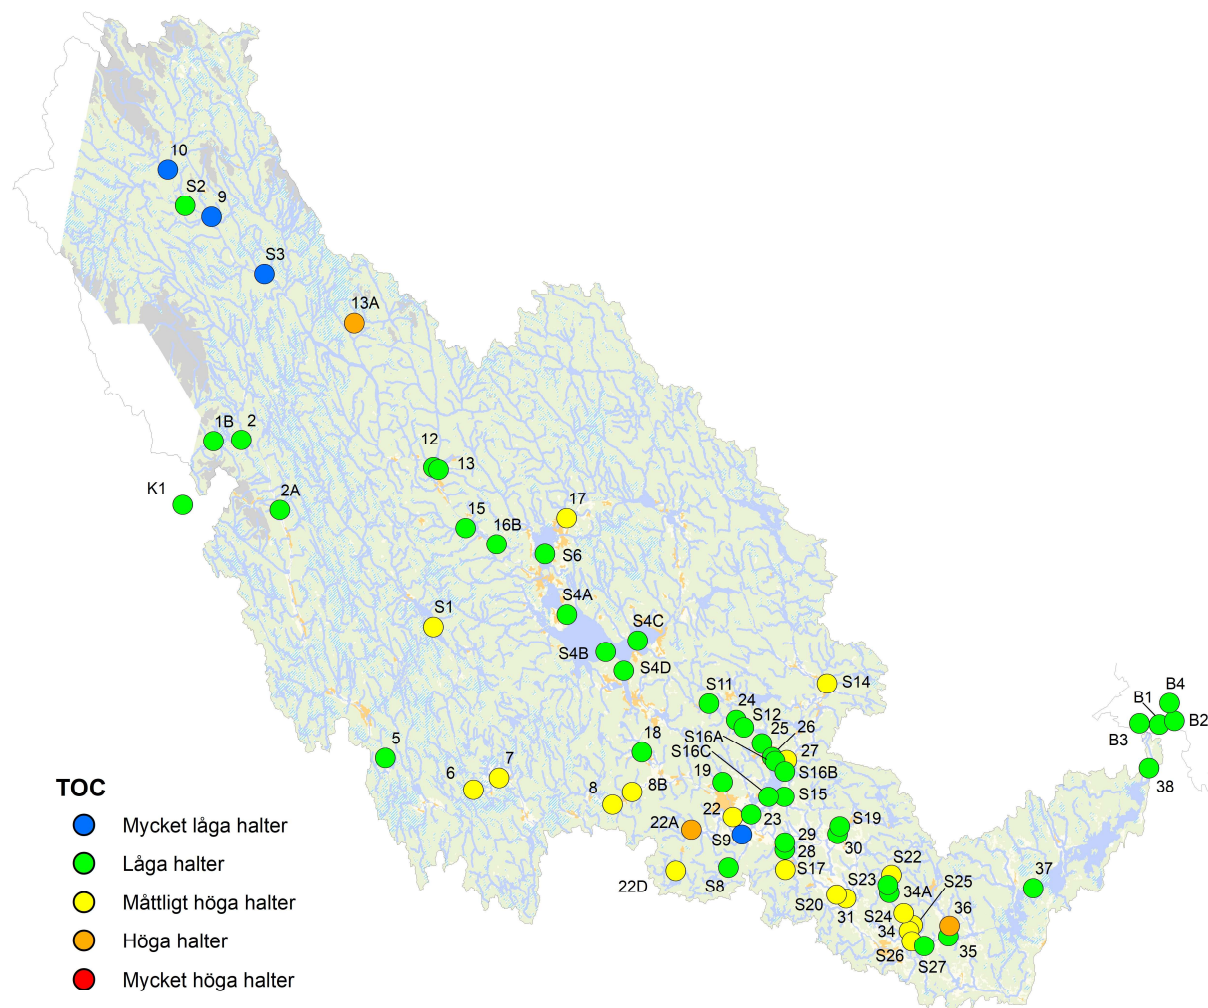 10
S2
9
S3
13A
1B
2
12
13
K1
2A
15
16B
17
S6
S1
S4A
S4C
S4B
S4D
S14
S11
24
S12
25
26
S16A
S16C
27
S16B
S15
18
19
5
6
7
8
8B
22
22A
23
S9
22D
S8
29
28
S17
S19
30
S20
31
S22
S23
34A
S25
S24
34
S26
S27
36
35
37
B4
B1
B2
B3
38
TOC
Mycket låga halter
Låga halter
Måttligt höga halter
Höga halter
Mycket höga halter